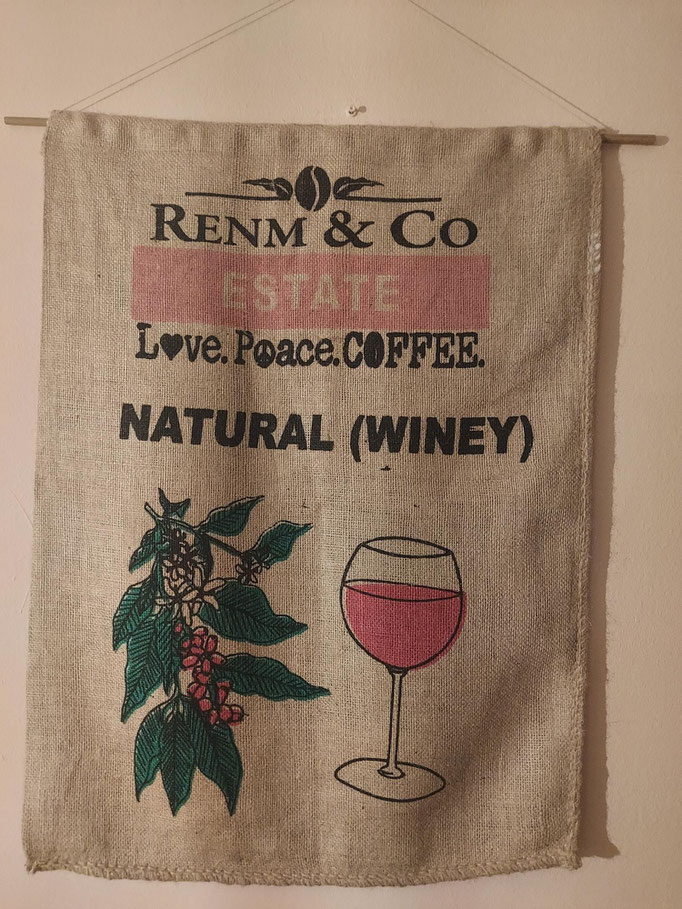 RENM & CO
ESTATE
Love. Poace. COFFEE.
NATURAL (WINEY)